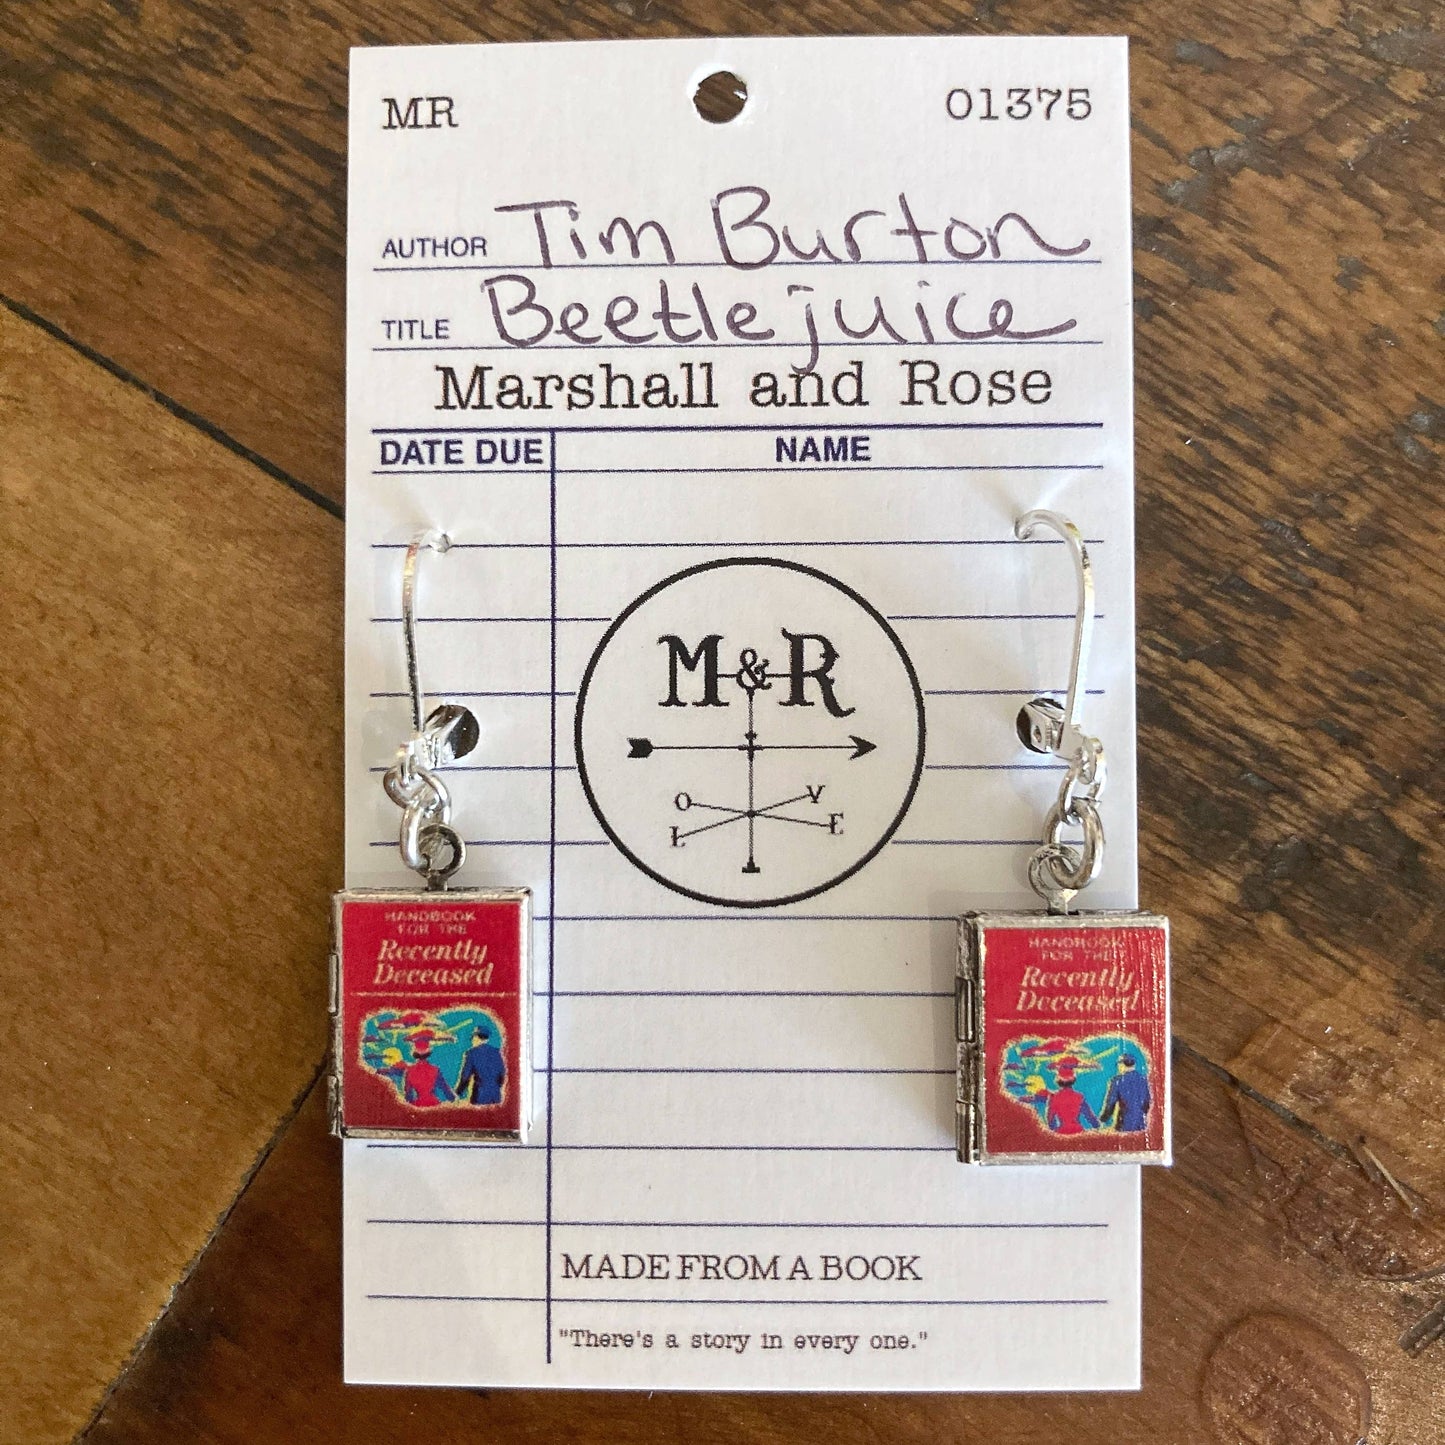 MR 01375
AUTHOR Tim Burton
TITLE Beetlejuice
Marshall and Rose
DATE DUE NAME
M&R
O V
L E
HANDBOOK
FOR THE
Recently
Deceased
HANDBOOK
FOR THE
Recently
Deceased
MADE FROM A BOOK
"There's a story in every one."